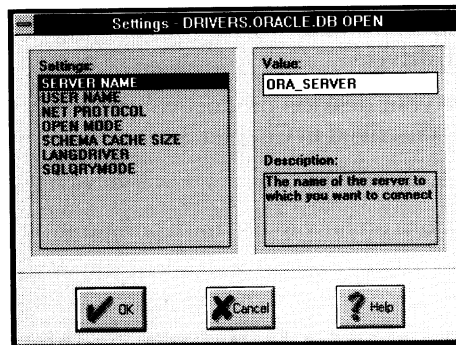 Settings - DRIVERS.ORACLE.DB OPEN
Settings:
SERVER NAME
USER NAME
NET PROTOCOL
OPEN MODE
SCHEMA CACHE SIZE
LANGDRIVER
SQLQRYMODE
Value:
ORA_SERVER
Description:
The name of the server to
which you want to connect
OK
Cancel
Help